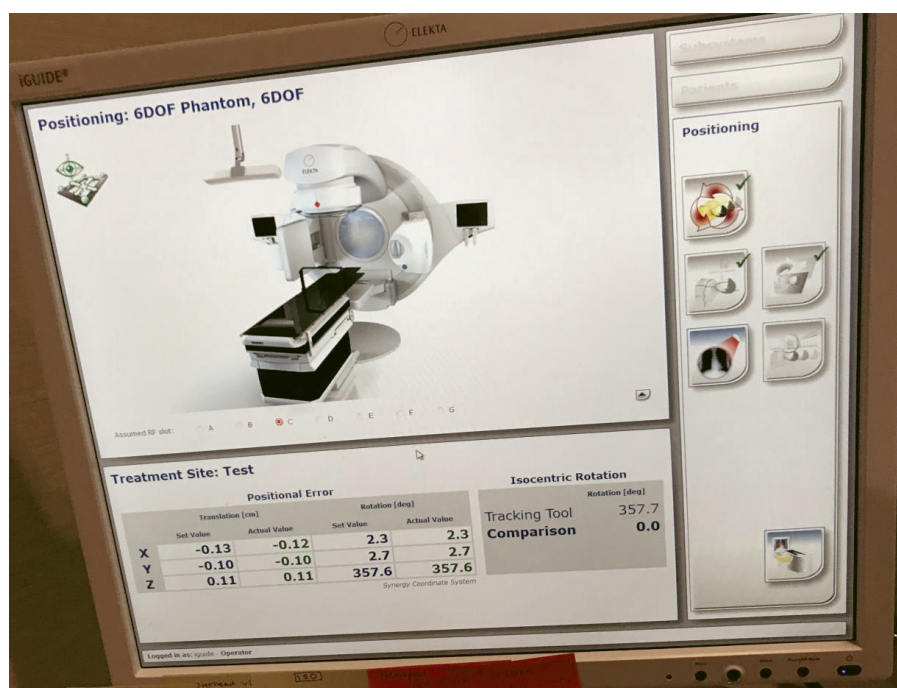 ELEKTA
iGUIDE®
Positioning: 6DOF Phantom, 6DOF
ELEKTA
Subsystems
Patients
Positioning
Assumed RF slot: A B C D E F G
Treatment Site: Test
Positional Error
Translation [cm] Rotation [deg]
Set Value Actual Value Set Value Actual Value
X -0.13 -0.12 2.3 2.3
Y -0.10 -0.10 2.7 2.7
Z 0.11 0.11 357.6 357.6
Synergy Coordinate System
Isocentric Rotation
Rotation [deg]
Tracking Tool 357.7
Comparison 0.0
Logged in as: iguide - Operator
ISO